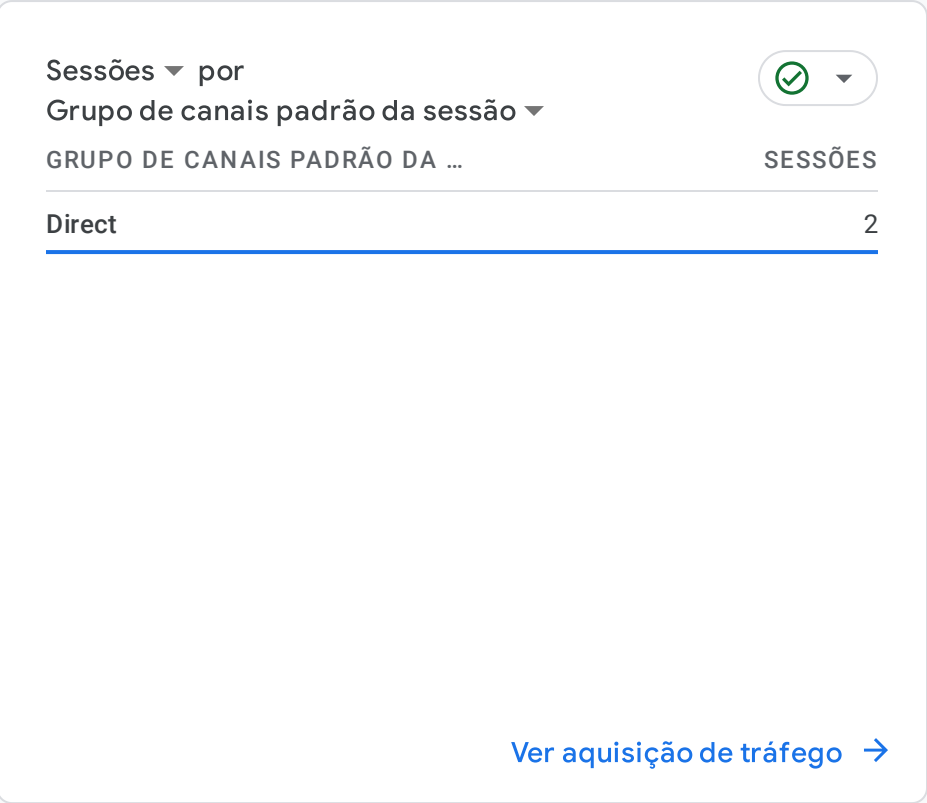 Sessões por
Grupo de canais padrão da sessão
GRUPO DE CANAIS PADRÃO DA ... SESSÕES
Direct 2
Ver aquisição de tráfego